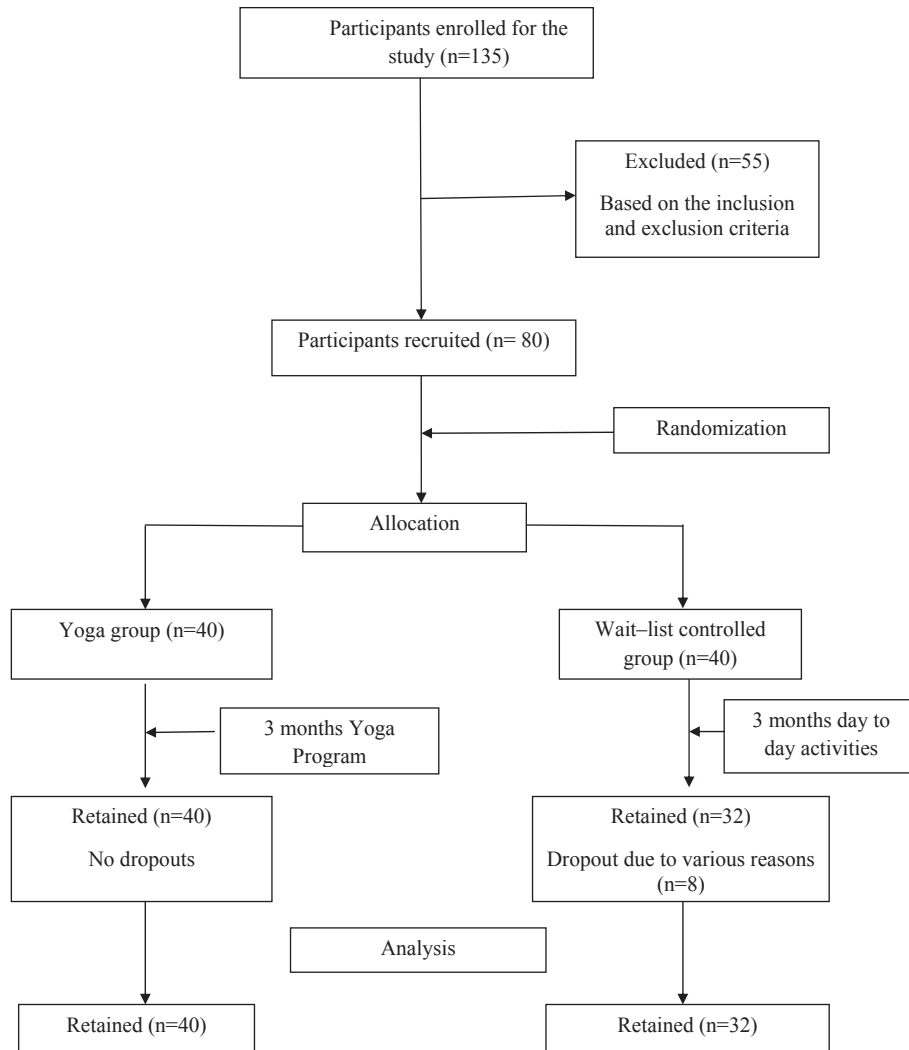 Participants enrolled for the
study (n=135)
Excluded (n=55)
Based on the inclusion
and exclusion criteria
Participants recruited (n= 80)
Randomization
Allocation
Yoga group (n=40)
Wait–list controlled
group (n=40)
3 months Yoga
Program
3 months day to
day activities
Retained (n=40)
No dropouts
Retained (n=32)
Dropout due to various reasons
(n=8)
Analysis
Retained (n=40)
Retained (n=32)